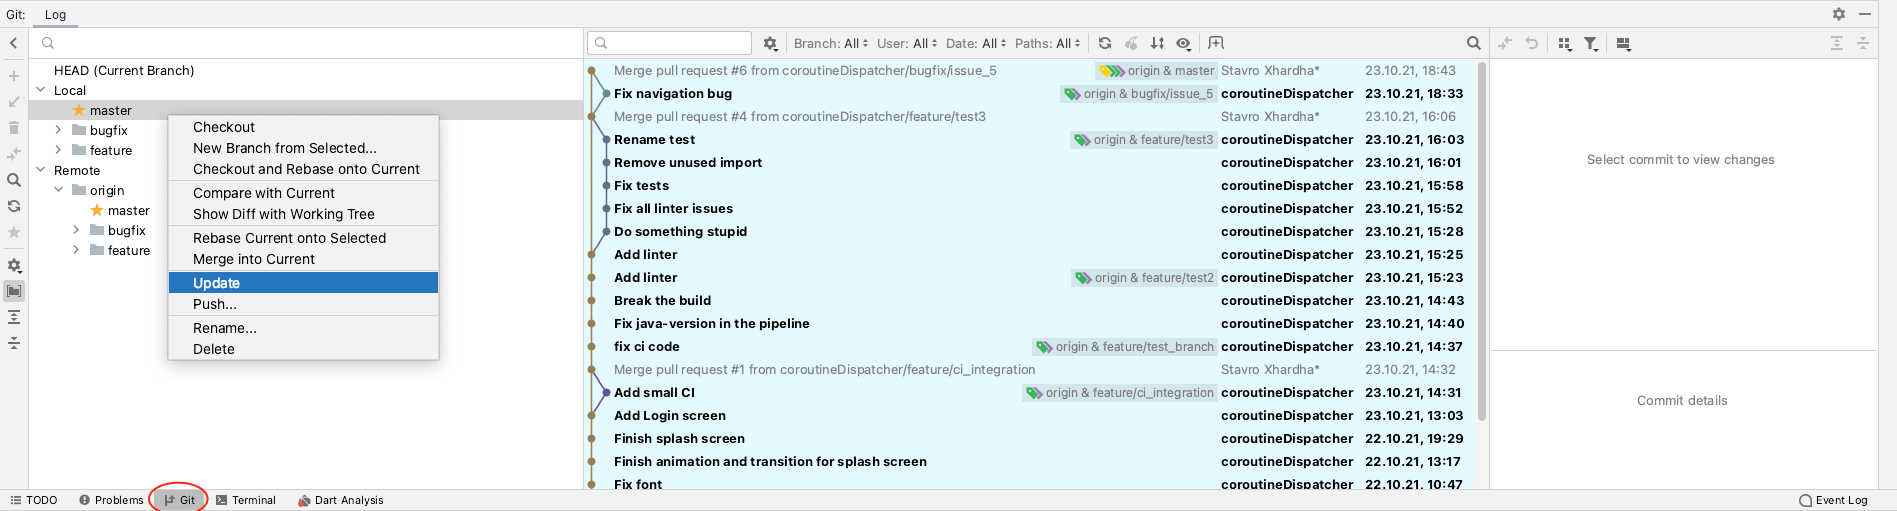 Git: Log
Branch: All User: All Date: All Paths: All
HEAD (Current Branch)
Local
master
bugfix
feature
Remote
origin
master
bugfix
feature
Checkout
New Branch from Selected...
Checkout and Rebase onto Current
Compare with Current
Show Diff with Working Tree
Rebase Current onto Selected
Merge into Current
Update
Push...
Rename...
Delete
Merge pull request #6 from coroutineDispatcher/bugfix/issue_5 origin & master Stavro Xhardha* 23.10.21, 18:43
Fix navigation bug origin & bugfix/issue_5 coroutineDispatcher 23.10.21, 18:33
Merge pull request #4 from coroutineDispatcher/feature/test3 Stavro Xhardha* 23.10.21, 16:06
Rename test origin & feature/test3 coroutineDispatcher 23.10.21, 16:03
Remove unused import coroutineDispatcher 23.10.21, 16:01
Fix tests coroutineDispatcher 23.10.21, 15:58
Fix all linter issues coroutineDispatcher 23.10.21, 15:52
Do something stupid coroutineDispatcher 23.10.21, 15:28
Add linter coroutineDispatcher 23.10.21, 15:25
Add linter origin & feature/test2 coroutineDispatcher 23.10.21, 15:23
Break the build coroutineDispatcher 23.10.21, 14:43
Fix java-version in the pipeline coroutineDispatcher 23.10.21, 14:40
fix ci code origin & feature/test_branch coroutineDispatcher 23.10.21, 14:37
Merge pull request #1 from coroutineDispatcher/feature/ci_integration Stavro Xhardha* 23.10.21, 14:32
Add small CI origin & feature/ci_integration coroutineDispatcher 23.10.21, 14:31
Add Login screen coroutineDispatcher 23.10.21, 13:03
Finish splash screen coroutineDispatcher 22.10.21, 19:29
Finish animation and transition for splash screen coroutineDispatcher 22.10.21, 13:17
Fix font coroutineDispatcher 22.10.21, 10:47
Select commit to view changes
Commit details
TODO Problems Git Terminal Dart Analysis Event Log